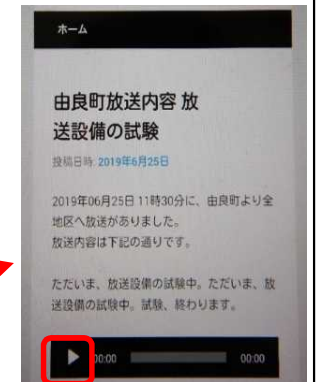 ホーム
由良町放送内容 放
送設備の試験
投稿日時: 2019年6月25日
2019年06月25日 11時30分に、由良町より全
地区へ放送がありました。
放送内容は下記の通りです。
ただいま、放送設備の試験中。ただいま、放
送設備の試験中。試験、終わります。
00:00 00:00